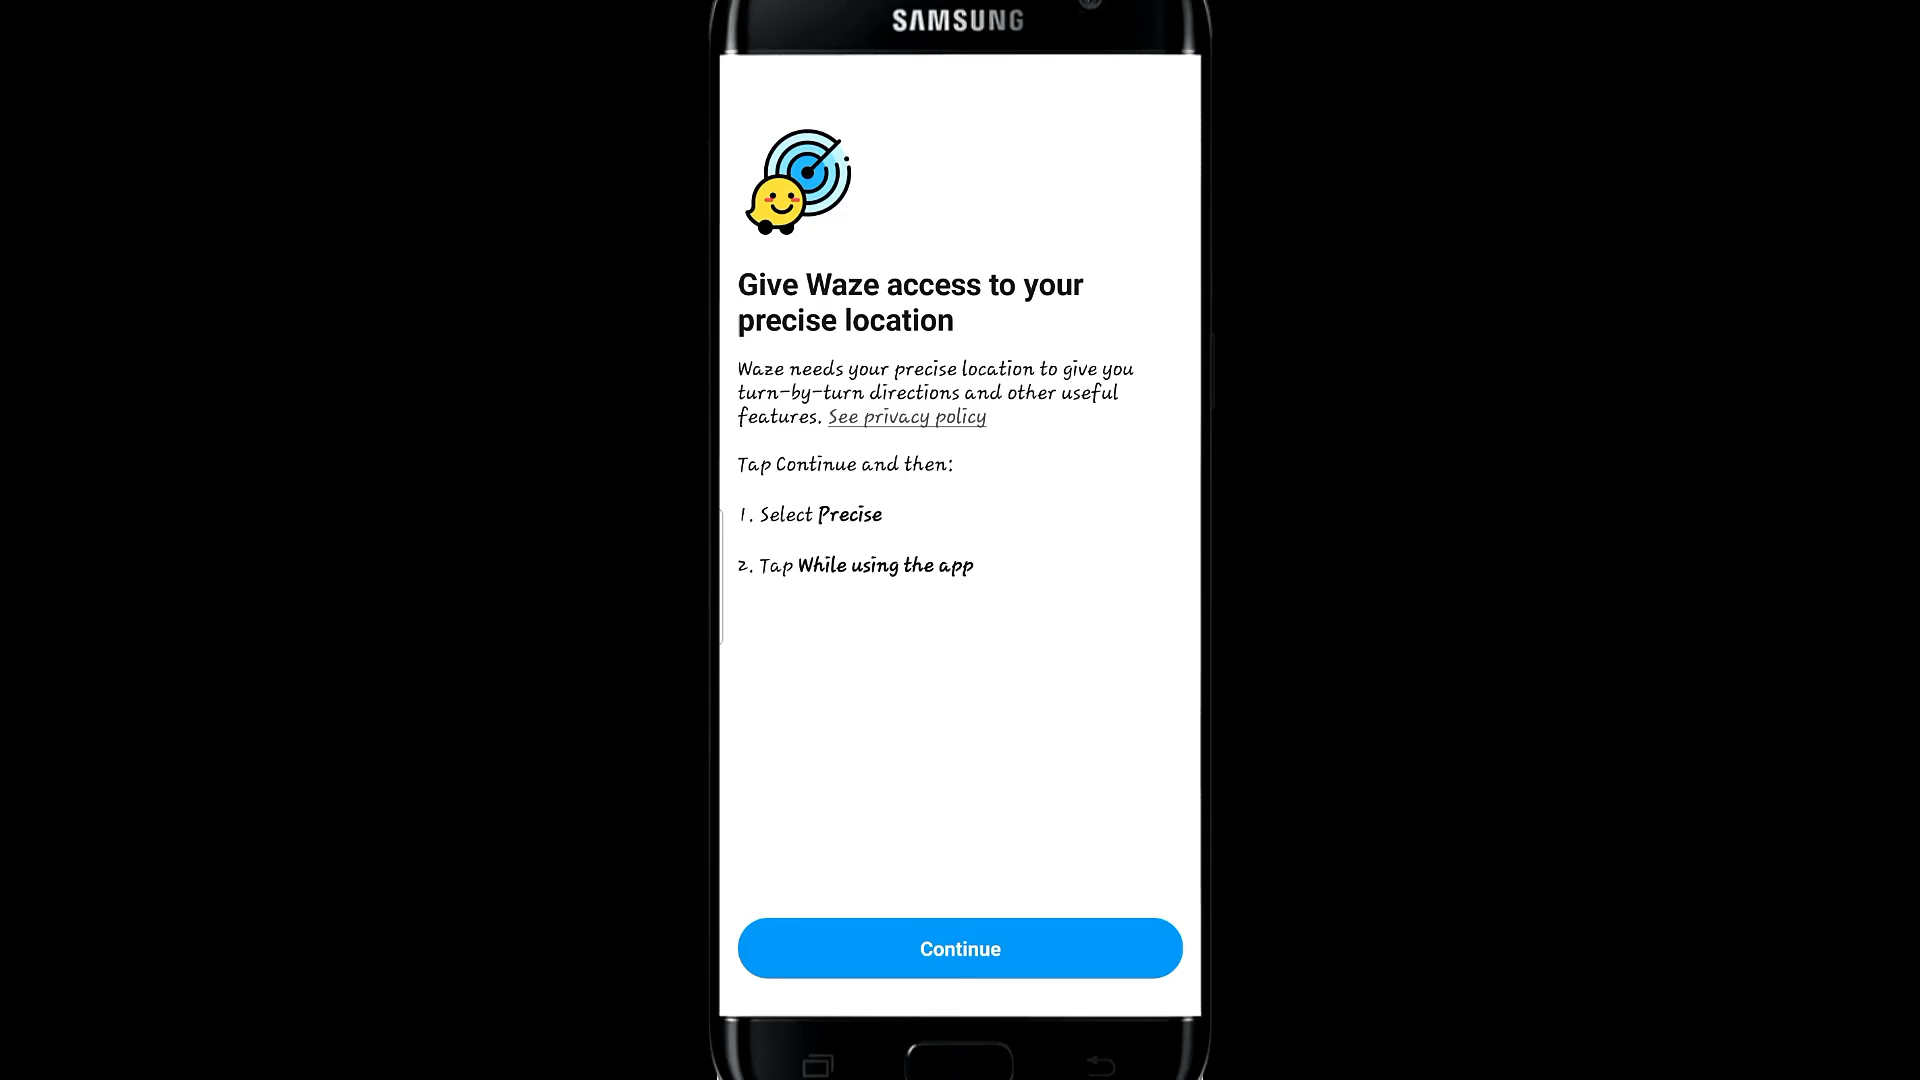 SAMSUNG
Give Waze access to your
precise location
Waze needs your precise location to give you
turn-by-turn directions and other useful
features. See privacy policy
Tap Continue and then:
1. Select Precise
2. Tap While using the app
Continue